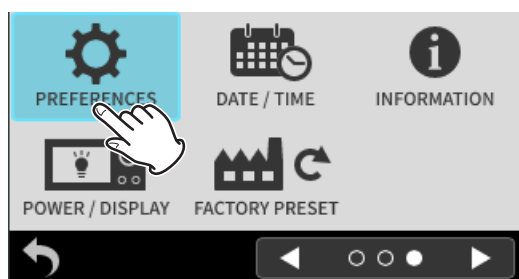 PREFERENCES
DATE / TIME
INFORMATION
POWER / DISPLAY
FACTORY PRESET